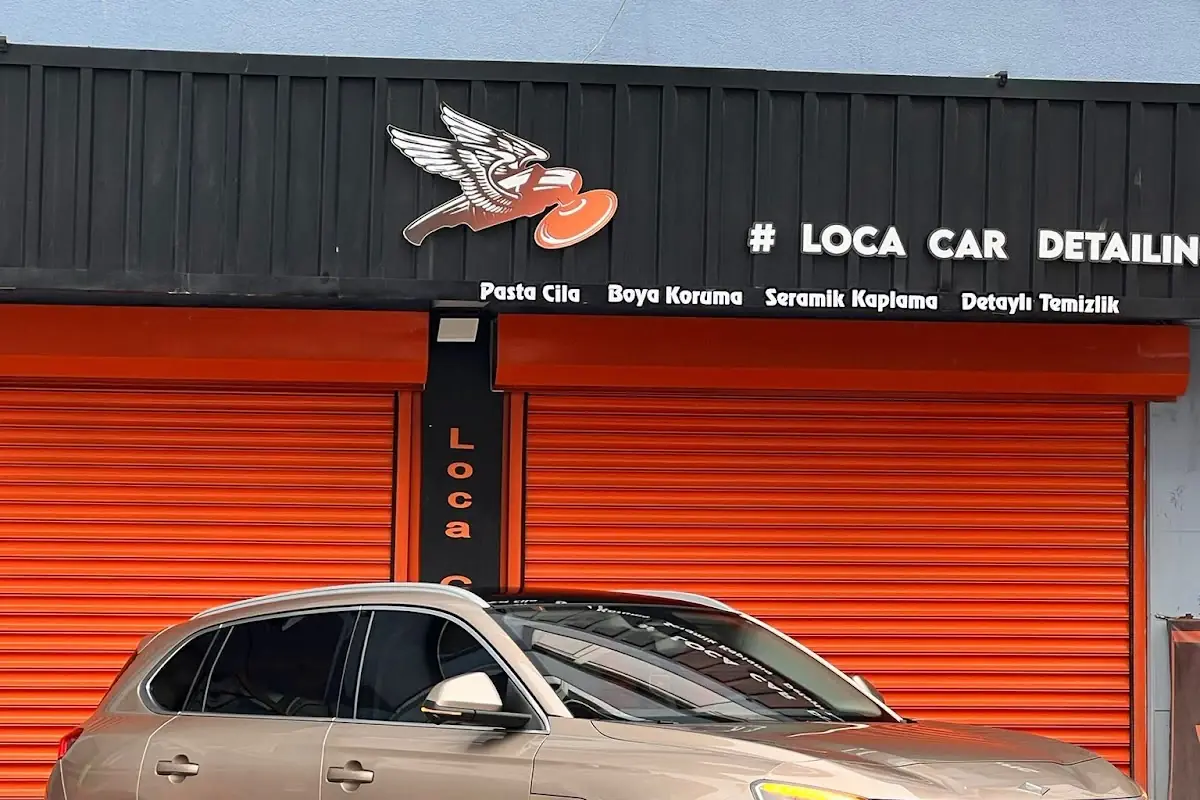 # LOCA CAR DETAILIN
Pasta Cila Boya Koruma Seramik Kaplama Detaylı Temizlik
Loca C